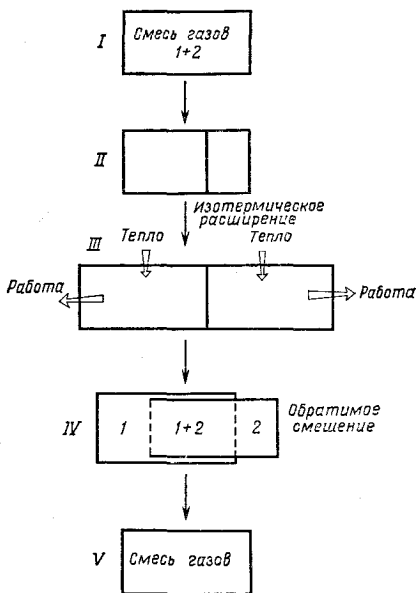 I
Смесь газов
1+2
II
Изотермическое
расширение
III
Тепло
Тепло
Работа
Работа
IV
1
1+2
2
Обратимое
смешение
V
Смесь газов